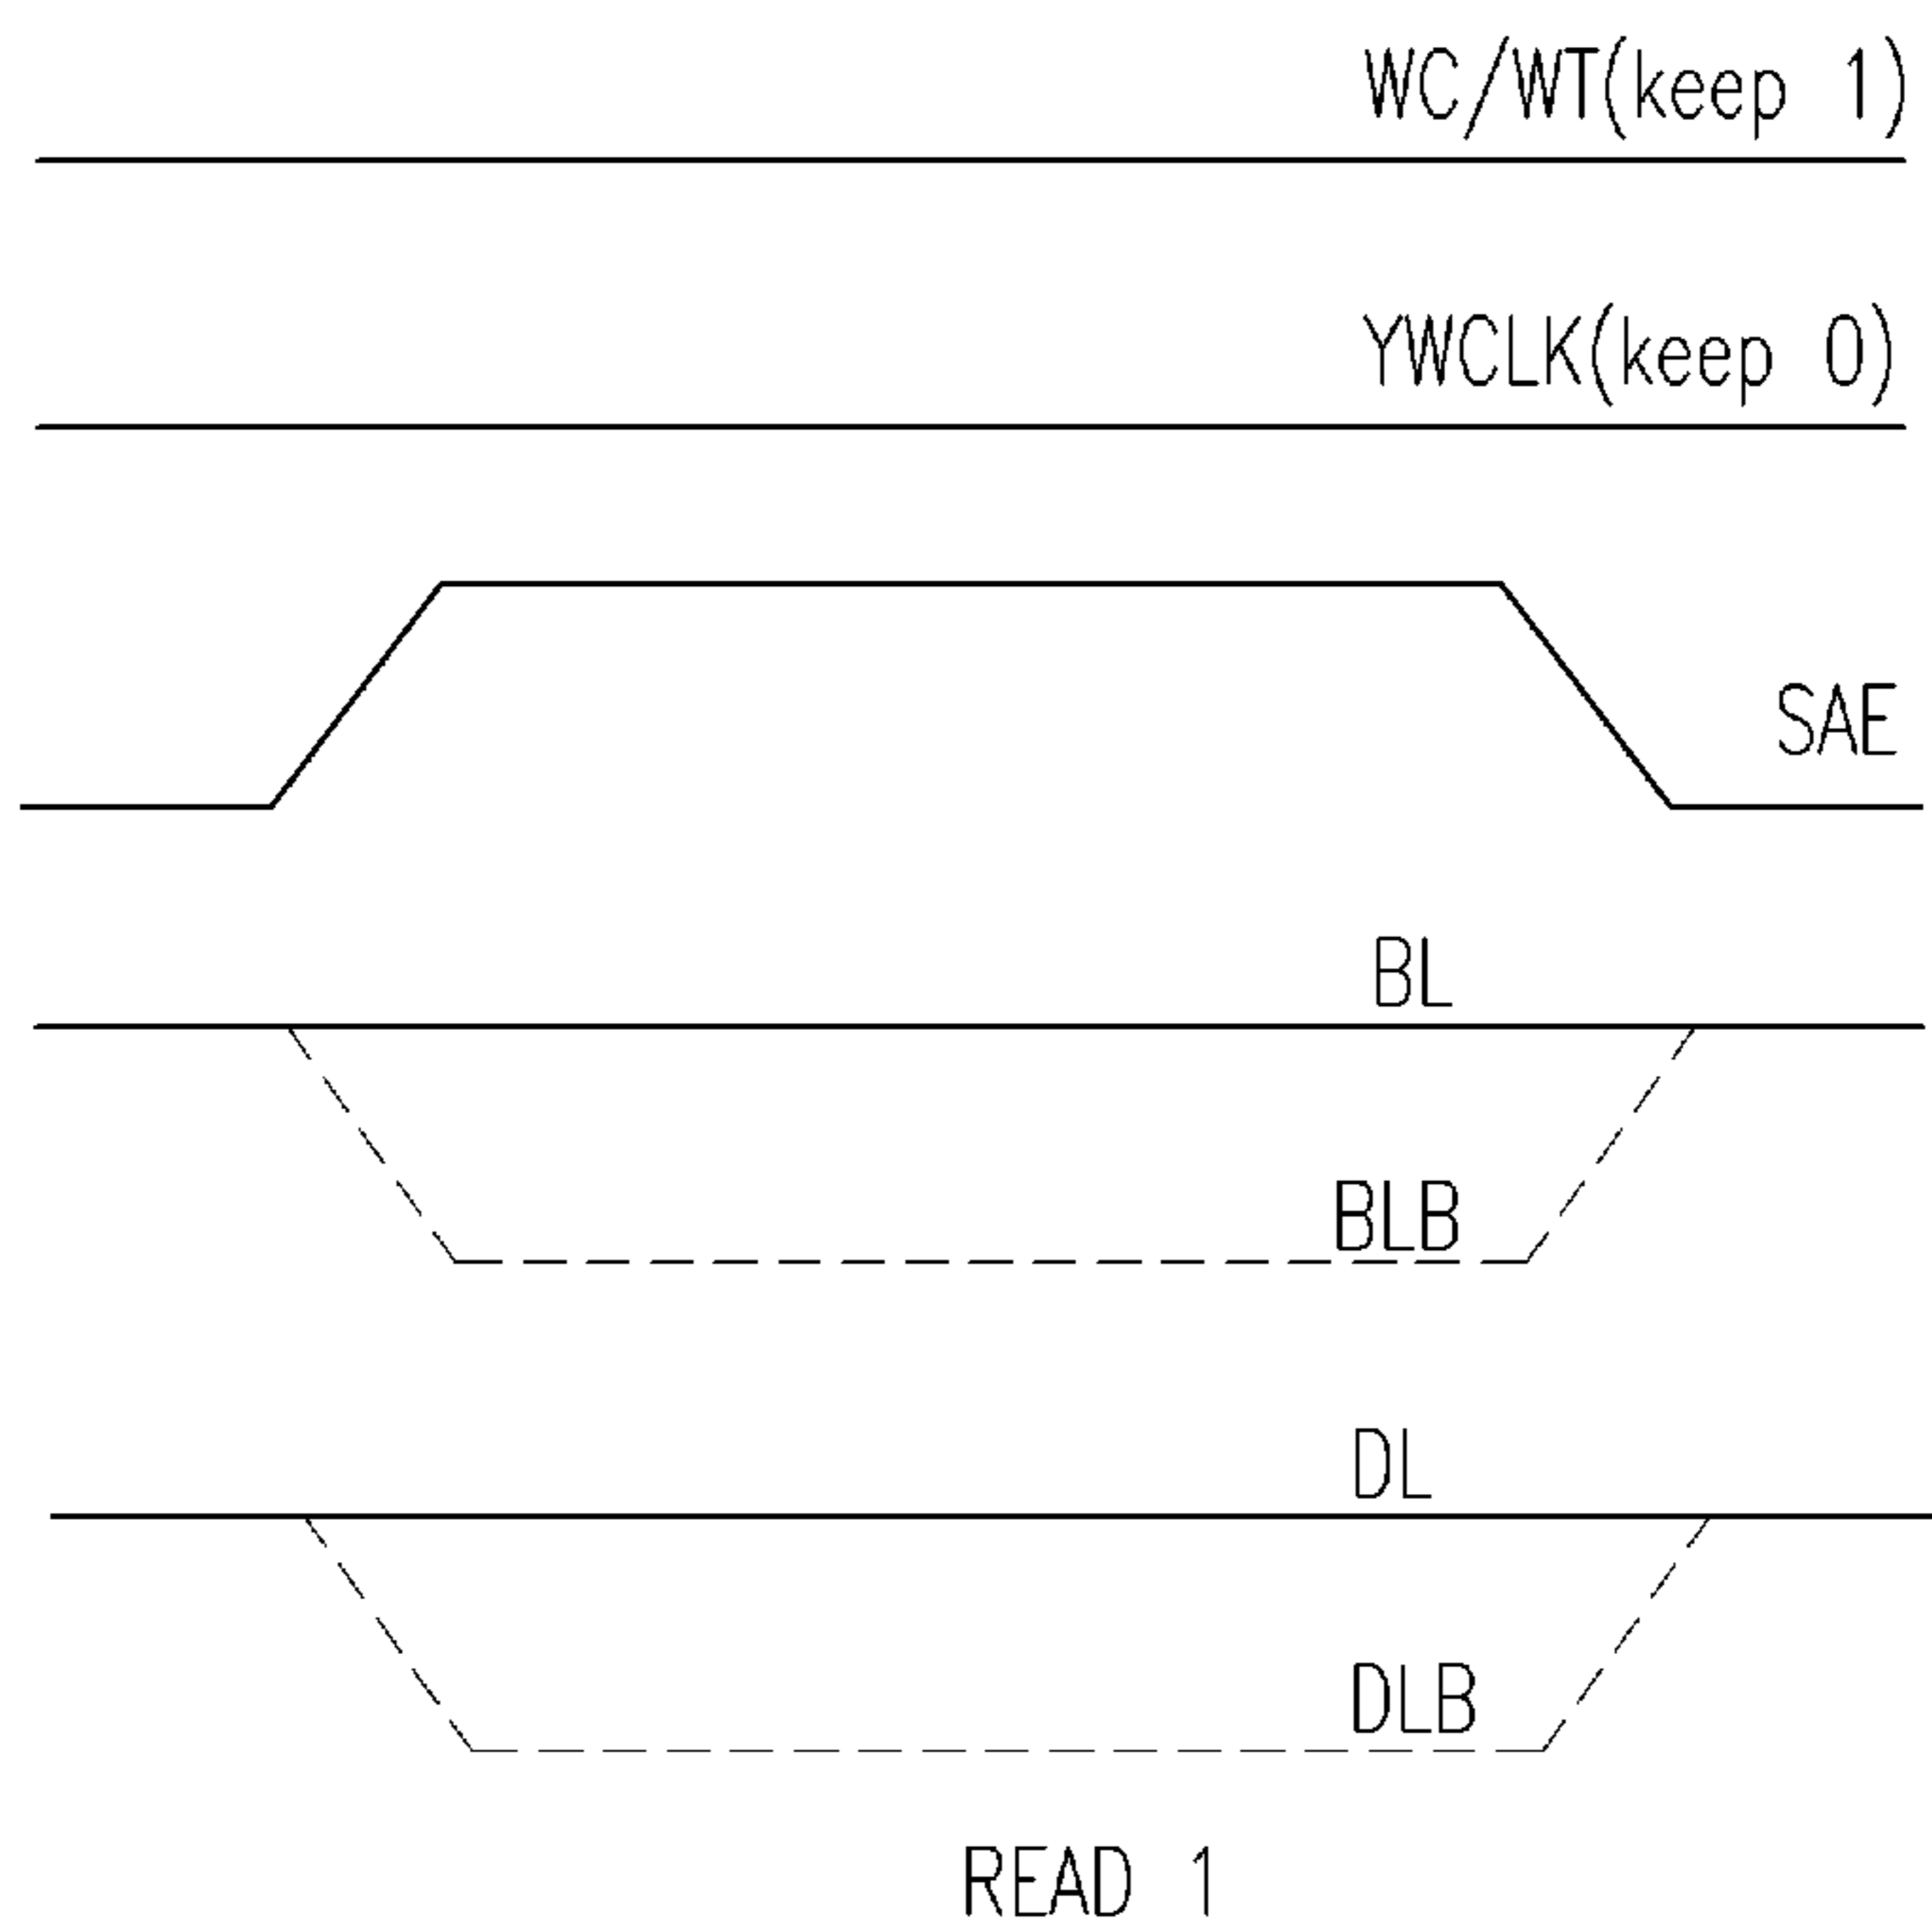 WC/WT(keep 1)
YWCLK(keep 0)
SAE
BL
BLB
DL
DLB
READ 1